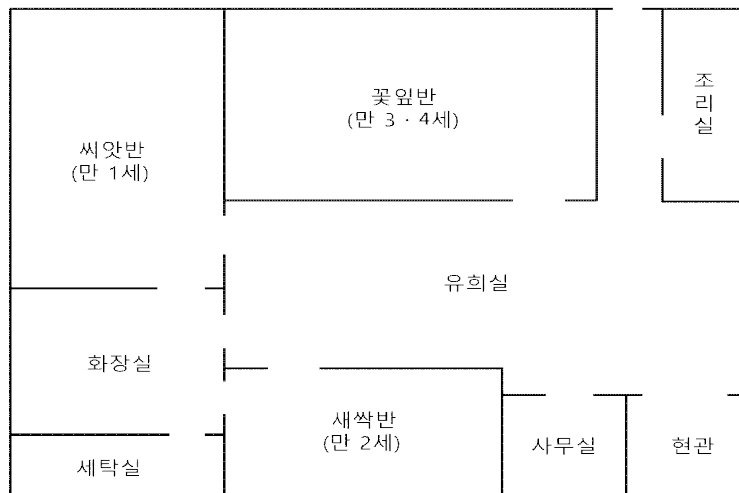 꽃잎반
(만 3 · 4세)
조
리
실
씨앗반
(만 1세)
유희실
화장실
새싹반
(만 2세)
사무실
현관
세탁실